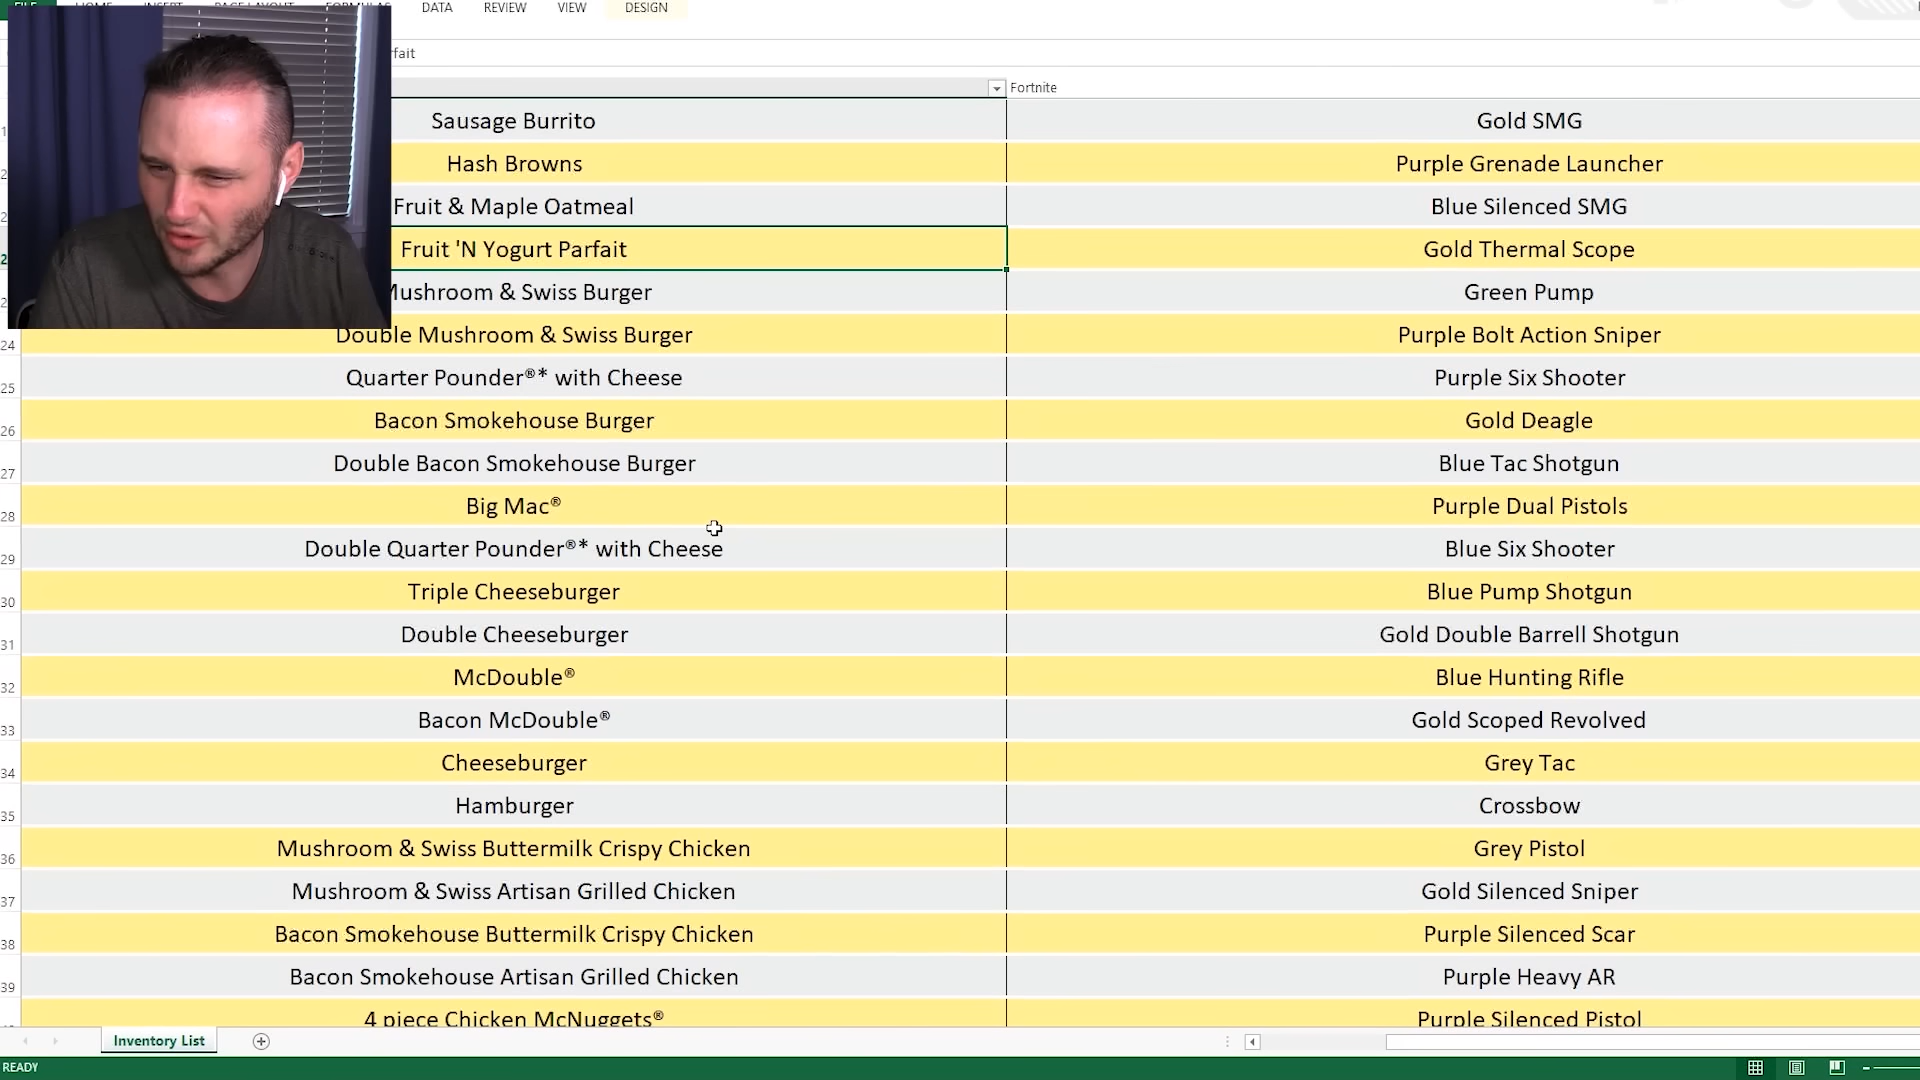 DATA REVIEW VIEW DESIGN
fait
Fortnite
Sausage Burrito Gold SMG
Hash Browns Purple Grenade Launcher
Fruit & Maple Oatmeal Blue Silenced SMG
Fruit 'N Yogurt Parfait Gold Thermal Scope
Mushroom & Swiss Burger Green Pump
24 Double Mushroom & Swiss Burger Purple Bolt Action Sniper
25 Quarter Pounder®* with Cheese Purple Six Shooter
26 Bacon Smokehouse Burger Gold Deagle
27 Double Bacon Smokehouse Burger Blue Tac Shotgun
28 Big Mac® Purple Dual Pistols
29 Double Quarter Pounder®* with Cheese Blue Six Shooter
30 Triple Cheeseburger Blue Pump Shotgun
31 Double Cheeseburger Gold Double Barrell Shotgun
32 McDouble® Blue Hunting Rifle
33 Bacon McDouble® Gold Scoped Revolved
34 Cheeseburger Grey Tac
35 Hamburger Crossbow
36 Mushroom & Swiss Buttermilk Crispy Chicken Grey Pistol
37 Mushroom & Swiss Artisan Grilled Chicken Gold Silenced Sniper
38 Bacon Smokehouse Buttermilk Crispy Chicken Purple Silenced Scar
39 Bacon Smokehouse Artisan Grilled Chicken Purple Heavy AR
4 piece Chicken McNuggets® Purple Silenced Pistol
Inventory List
READY